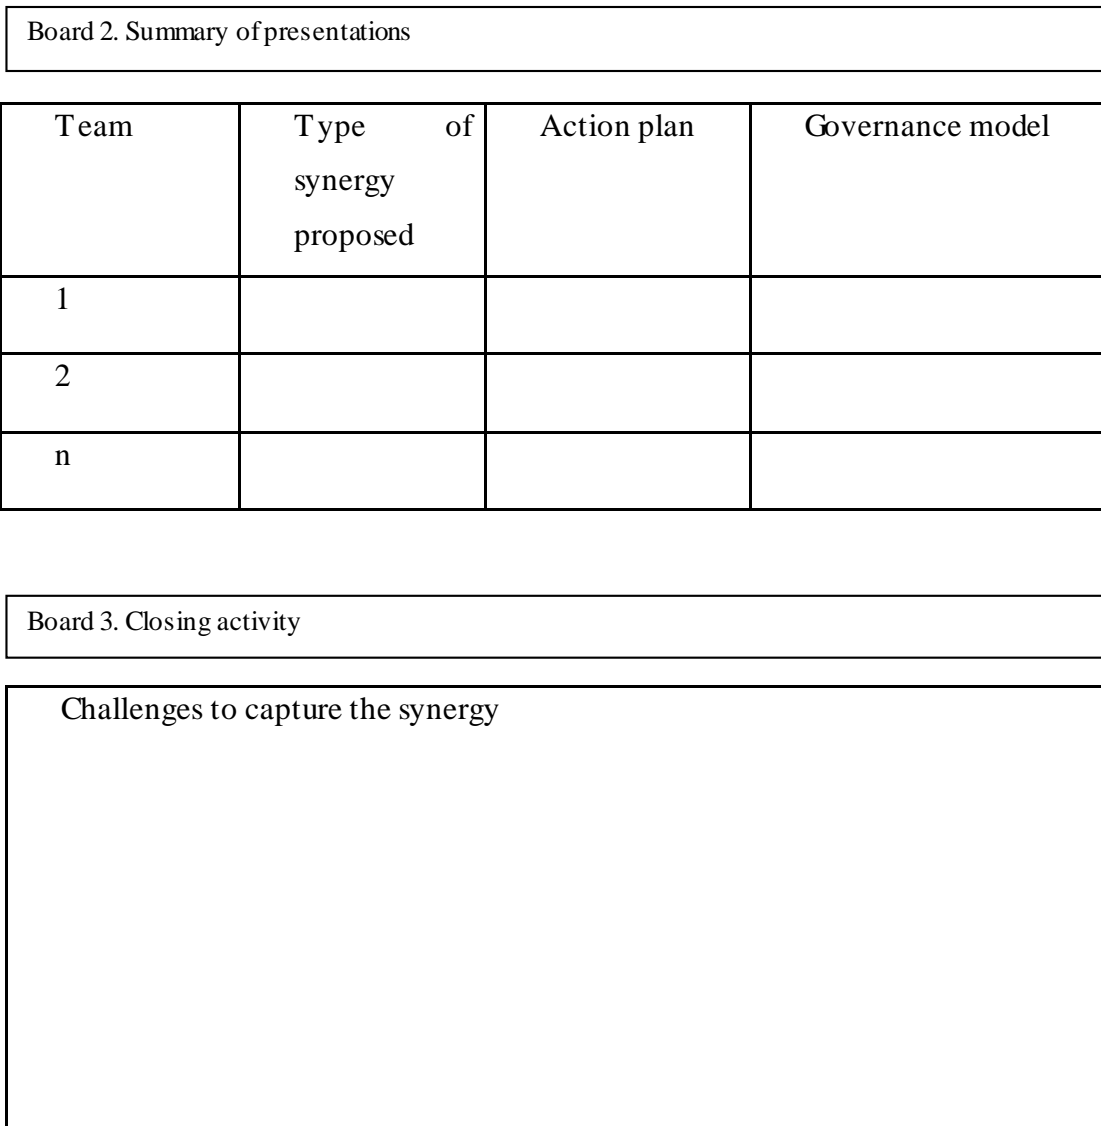 Board 2. Summary of presentations
Team
Type of
synergy
proposed
Action plan
Governance model
1
2
n
Board 3. Closing activity
Challenges to capture the synergy